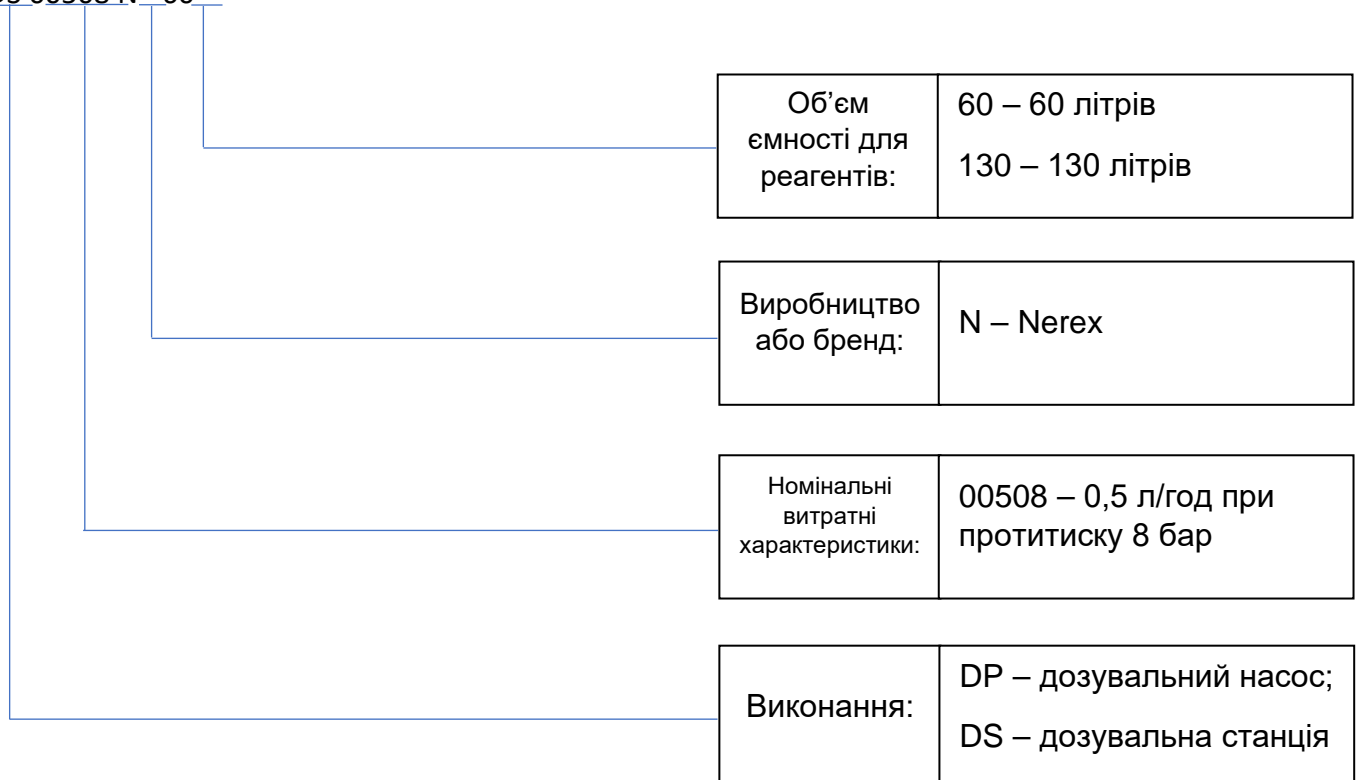 Об’єм
ємності для
реагентів:
60 – 60 літрів
130 – 130 літрів
Виробництво
або бренд:
N – Nerex
Номінальні
витратні
характеристики:
00508 – 0,5 л/год при
протитиску 8 бар
Виконання:
DP – дозувальний насос;
DS – дозувальна станція